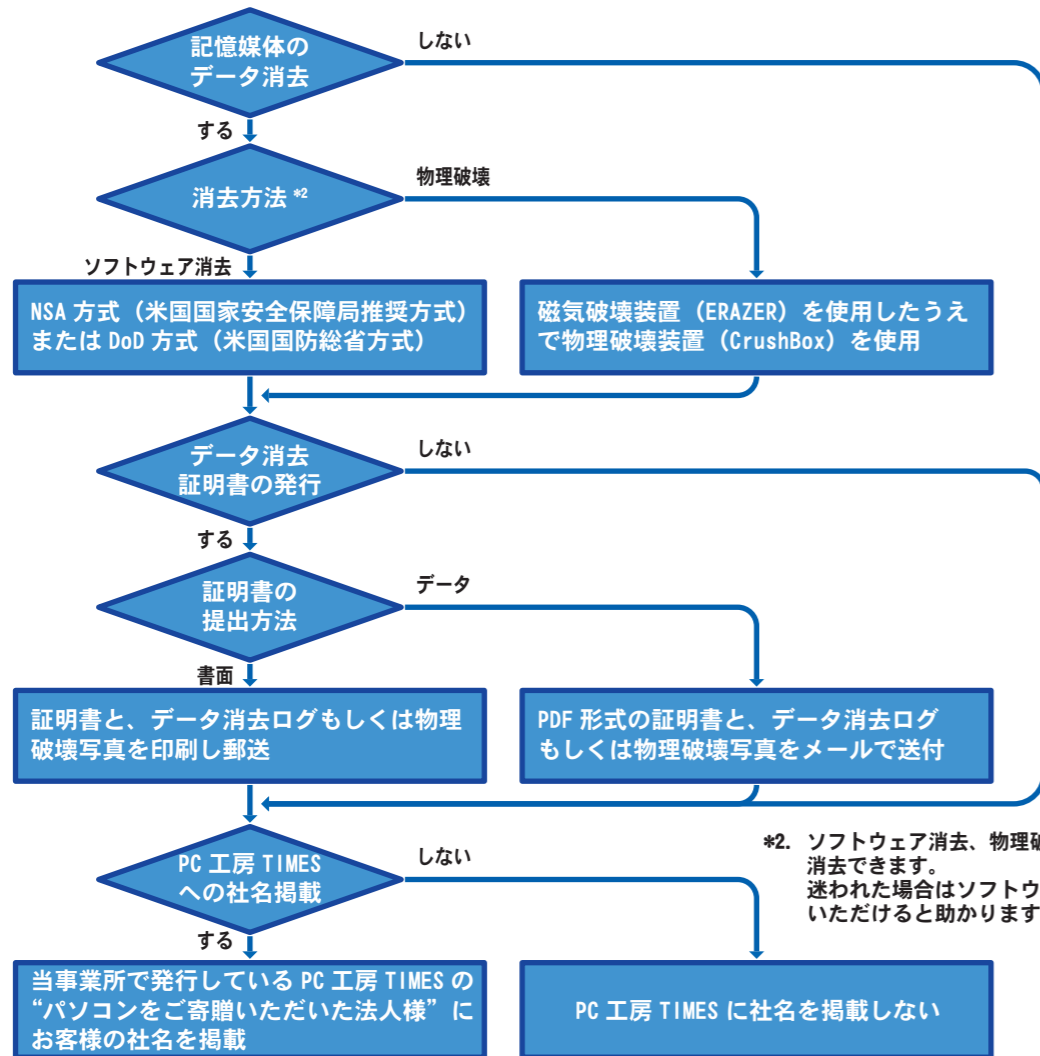 記憶媒体の
データ消去
しない
する
消去方法 *2
物理破壊
ソフトウェア消去
NSA 方式（米国国家安全保障局推奨方式）
または DoD 方式（米国国防総省方式）
磁気破壊装置（ERAZER）を使用したうえ
で物理破壊装置（CrushBox）を使用
データ消去
証明書の発行
しない
する
証明書の
提出方法
データ
書面
証明書と、データ消去ログもしくは物理
破壊写真を印刷し郵送
PDF 形式の証明書と、データ消去ログ
もしくは物理破壊写真をメールで送付
PC 工房 TIMES
への社名掲載
しない
する
*2. ソフトウェア消去、物理破
消去できます。
迷われた場合はソフトウ
いただけると助かります
当事業所で発行している PC 工房 TIMES の
“パソコンをご寄贈いただいた法人様” に
お客様の社名を掲載
PC 工房 TIMES に社名を掲載しない